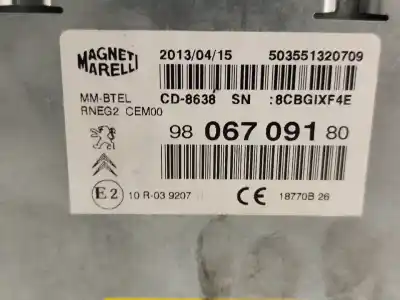 MAGNETI MARELLI
2013/04/15 503551320709
MM-BTEL CD-8638 SN :8CBGIXF4E
RNEG2 CEM00
98 067 091 80
E2 10 R-03 9207 CE 18770B 26